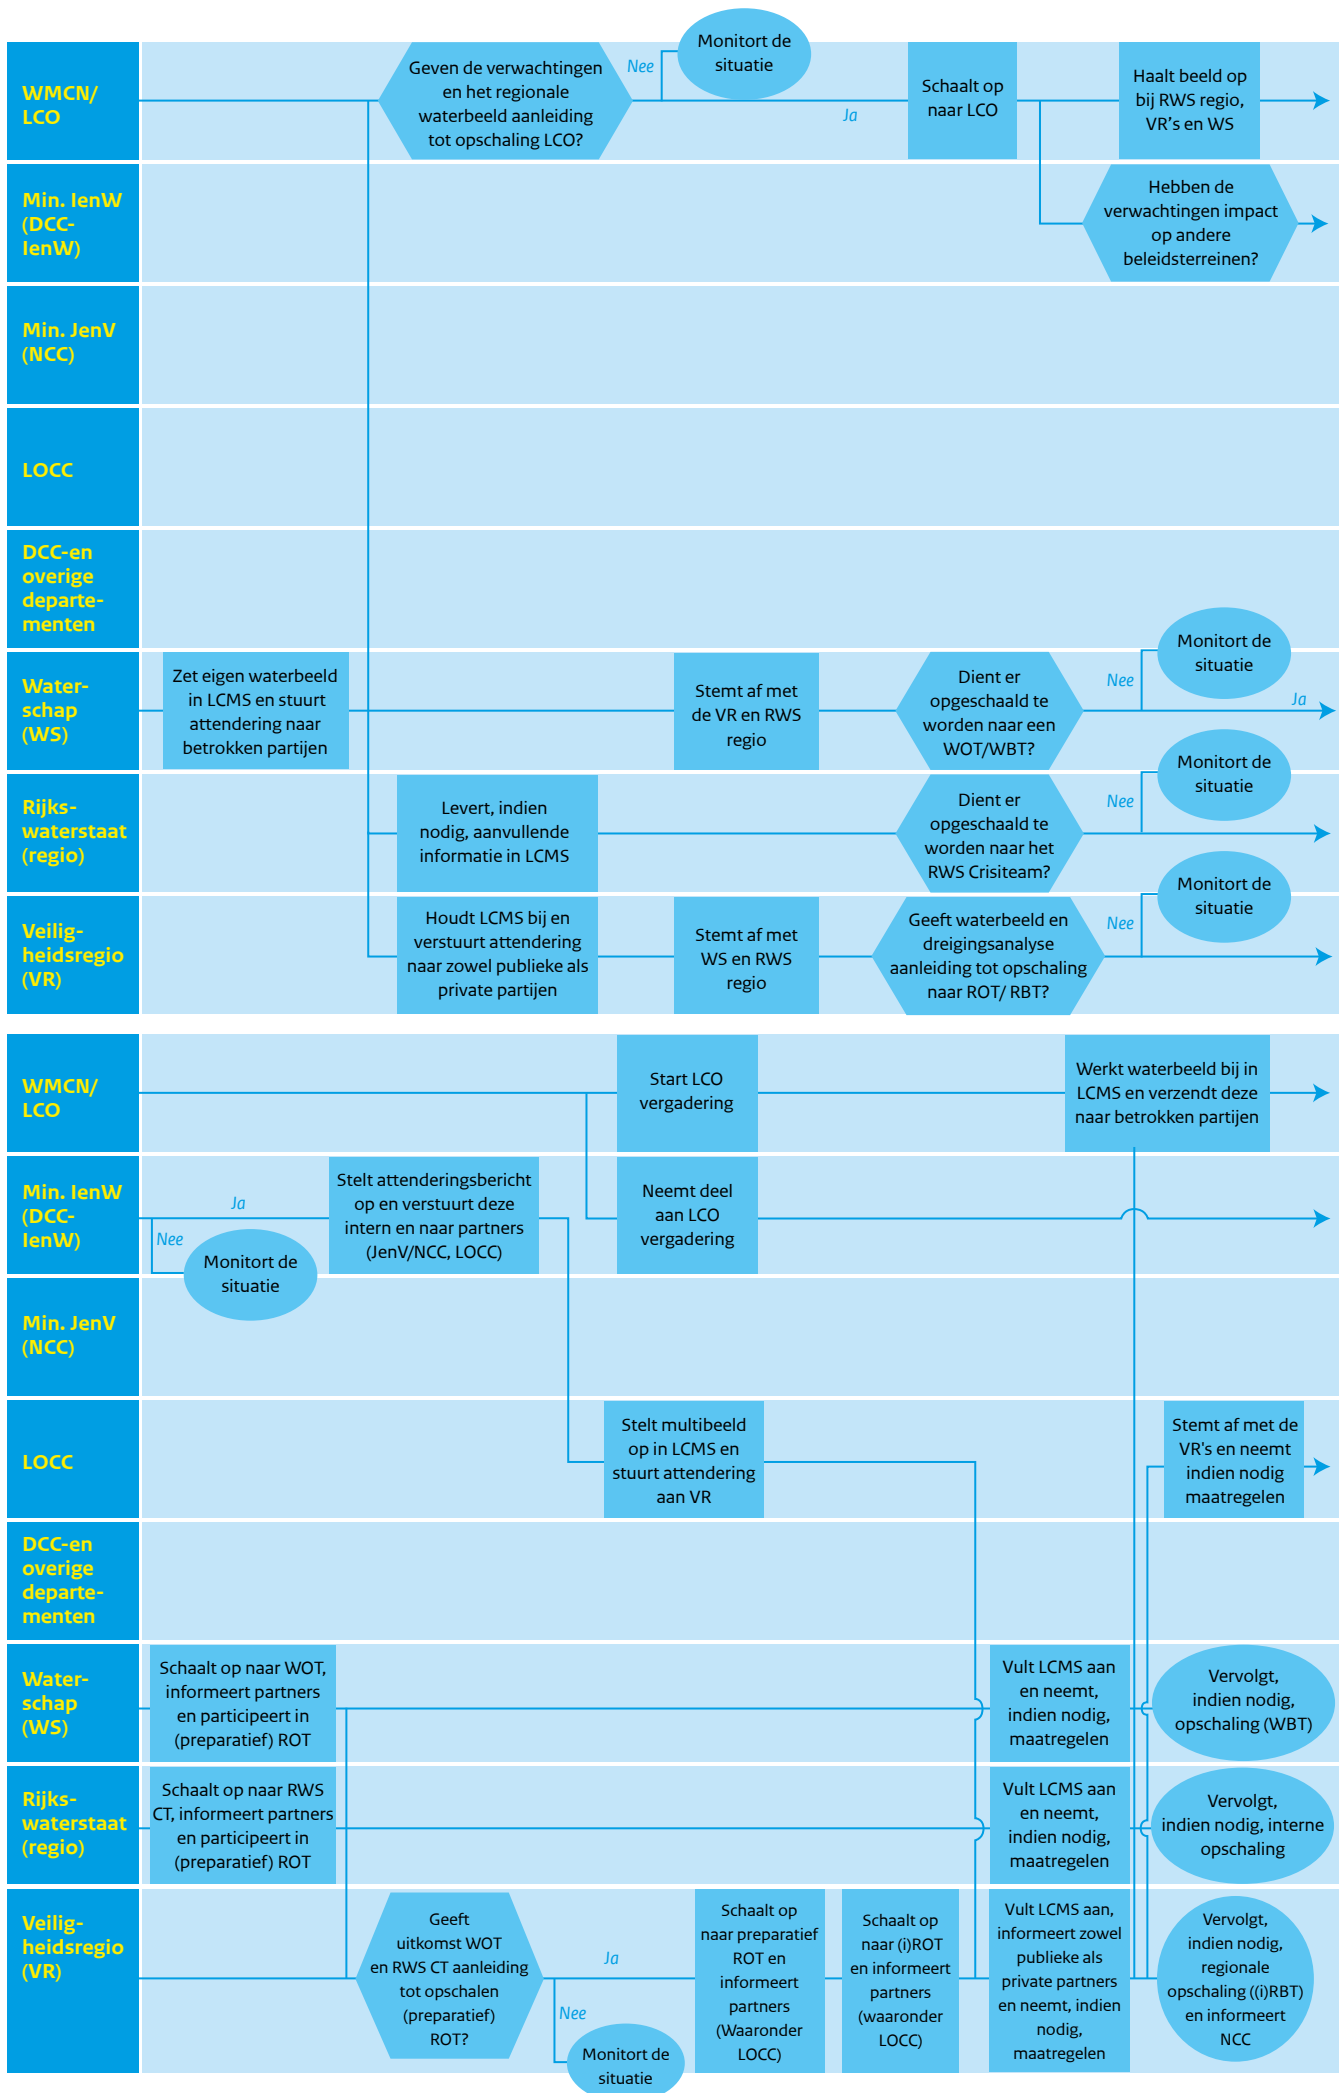 WMCN/
LCO
Geven de verwachtingen
en het regionale
waterbeeld aanleiding
tot opschaling LCO?
Nee
Monitort de
situatie
Ja
Schaalt op
naar LCO
Haalt beeld op
bij RWS regio,
VR's en WS
Min. IenW
(DCC-
IenW)
Hebben de
verwachtingen impact
op andere
beleidsterreinen?
Min. JenV
(NCC)
LOCC
DCC-en
overige
departe-
menten
Water-
schap
(WS)
Zet eigen waterbeeld
in LCMS en stuurt
attendering naar
betrokken partijen
Stemt af met
de VR en RWS
regio
Dient er
opgeschaald te
worden naar een
WOT/WBT?
Nee
Monitort de
situatie
Ja
Rijks-
waterstaat
(regio)
Levert, indien
nodig, aanvullende
informatie in LCMS
Dient er
opgeschaald te
worden naar het
RWS Crisiteam?
Nee
Monitort de
situatie
Veilig-
heidsregio
(VR)
Houdt LCMS bij en
verstuurt attendering
naar zowel publieke als
private partijen
Stemt af met
WS en RWS
regio
Geeft waterbeeld en
dreigingsanalyse
aanleiding tot opschaling
naar ROT/ RBT?
Nee
Monitort de
situatie
WMCN/
LCO
Start LCO
vergadering
Werkt waterbeeld bij in
LCMS en verzendt deze
naar betrokken partijen
Min. IenW
(DCC-
IenW)
Ja
Nee
Monitort de
situatie
Stelt attenderingsbericht
op en verstuurt deze
intern en naar partners
(JenV/NCC, LOCC)
Neemt deel
aan LCO
vergadering
Min. JenV
(NCC)
LOCC
Stelt multibeeld
op in LCMS en
stuurt attendering
aan VR
Stemt af met de
VR's en neemt
indien nodig
maatregelen
DCC-en
overige
departe-
menten
Water-
schap
(WS)
Schaalt op naar WOT,
informeert partners
en participeert in
(preparatief) ROT
Vult LCMS aan
en neemt,
indien nodig,
maatregelen
Vervolgt,
indien nodig,
opschaling (WBT)
Rijks-
waterstaat
(regio)
Schaalt op naar RWS
CT, informeert partners
en participeert in
(preparatief) ROT
Vult LCMS aan
en neemt,
indien nodig,
maatregelen
Vervolgt,
indien nodig, interne
opschaling
Veilig-
heidsregio
(VR)
Geeft
uitkomst WOT
en RWS CT aanleiding
tot opschalen
(preparatief)
ROT?
Ja
Nee
Monitort de
situatie
Schaalt op
naar preparatief
ROT en
informeert
partners
(Waaronder
LOCC)
Schaalt op
naar (i)ROT
en informeert
partners
(waaronder
LOCC)
Vult LCMS aan,
informeert zowel
publieke als
private partners
en neemt, indien
nodig,
maatregelen
Vervolgt,
indien nodig,
regionale
opschaling ((i)RBT)
en informeert
NCC